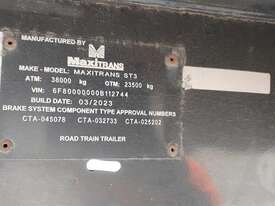 MANUFACTURED BY
MaxiTRANS
MAKE - MODEL: MAXITRANS ST3
ATM: 38000 kg GTM: 23500 kg
VIN: 6F80000000B112744
BUILD DATE: 03/2023
BRAKE SYSTEM COMPONENT TYPE APPROVAL NUMBERS
CTA-045078 CTA-032733 CTA-025202
ROAD TRAIN TRAILER